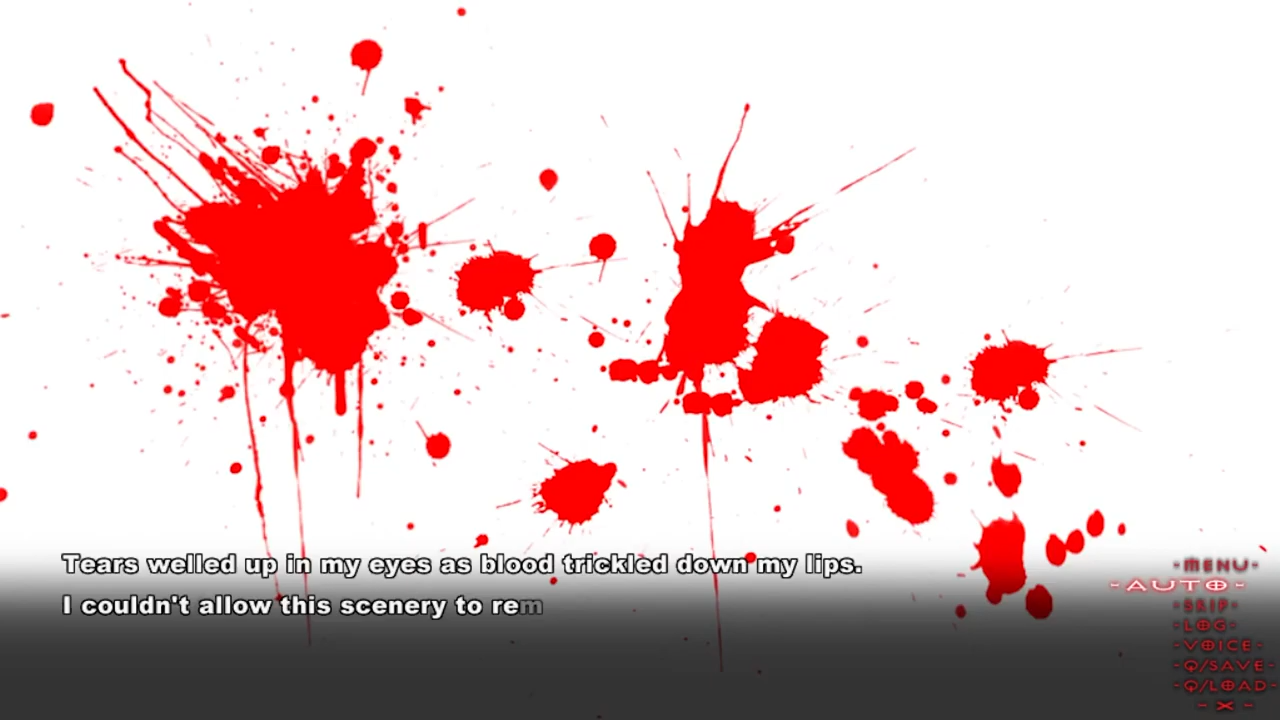 Tears welled up in my eyes as blood trickled down my lips.
I couldn't allow this scenery to rem
-MENU-
-AUTO-
-SKIP-
-LOG-
-VOICE-
-Q/SAVE-
-Q/LOAD-
-X-